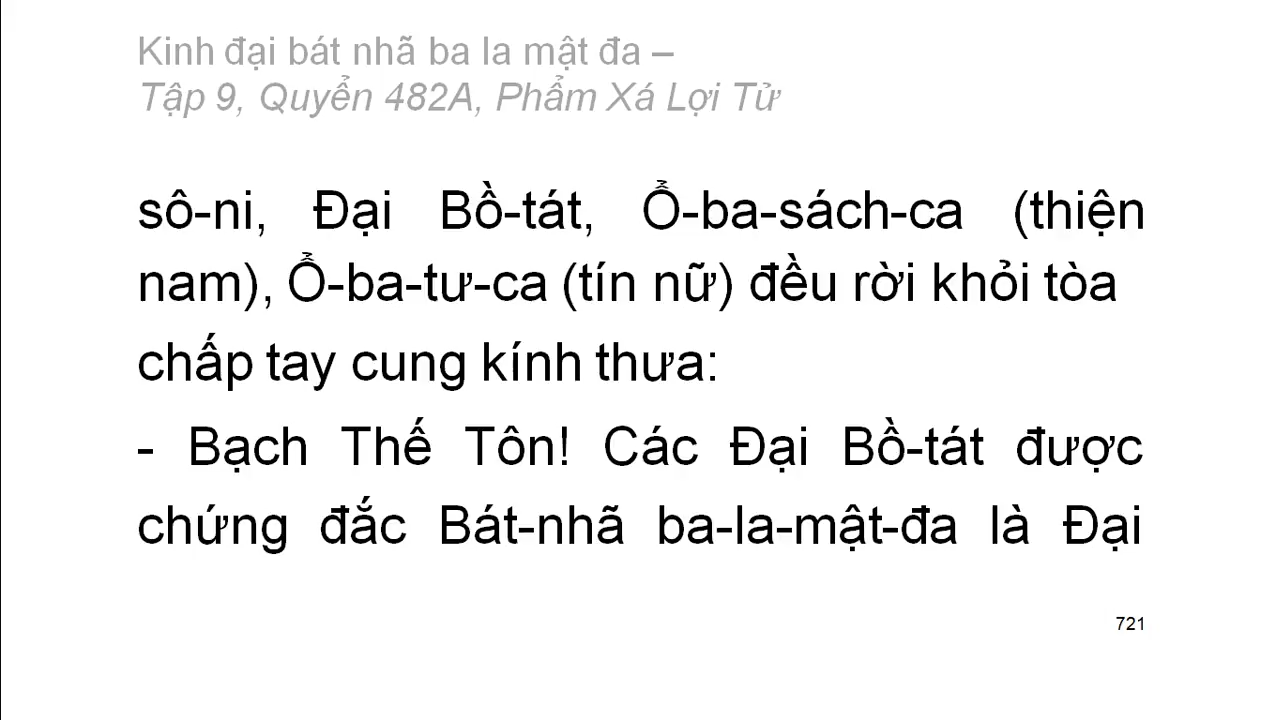 Kinh đại bát nhã ba la mật đa –
Tập 9, Quyển 482A, Phẩm Xá Lợi Tử
sô-ni, Đại Bồ-tát, Ổ-ba-sách-ca (thiện
nam), Ổ-ba-tư-ca (tín nữ) đều rời khỏi tòa
chấp tay cung kính thưa:
- Bạch Thế Tôn! Các Đại Bồ-tát được
chứng đắc Bát-nhã ba-la-mật-đa là Đại
721